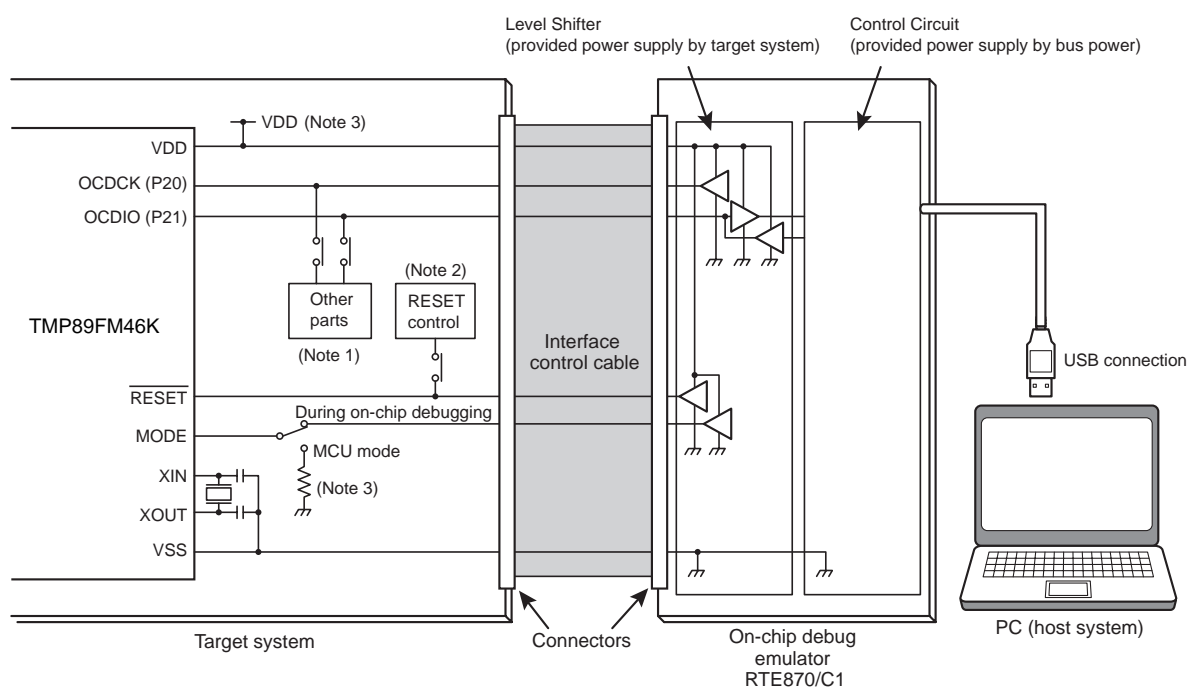 Level Shifter
(provided power supply by target system)
Control Circuit
(provided power supply by bus power)
VDD (Note 3)
VDD
OCDCK (P20)
OCDIO (P21)
(Note 2)
Other
parts
RESET
control
(Note 1)
TMP89FM46K
Interface
control cable
USB connection
RESET
During on-chip debugging
MODE
MCU mode
XIN
(Note 3)
XOUT
VSS
Target system
Connectors
On-chip debug
emulator
RTE870/C1
PC (host system)